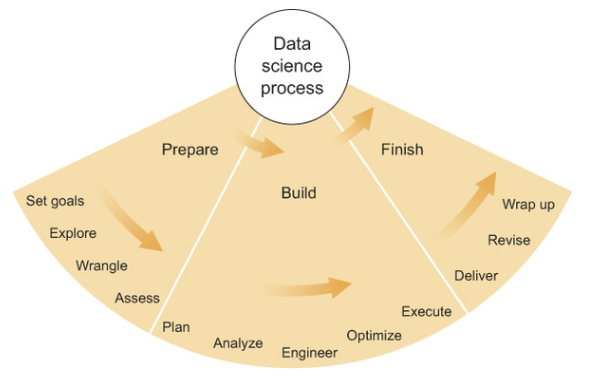 Data
science
process
Prepare
Build
Finish
Set goals
Explore
Wrangle
Assess
Plan
Analyze
Engineer
Optimize
Execute
Deliver
Revise
Wrap up